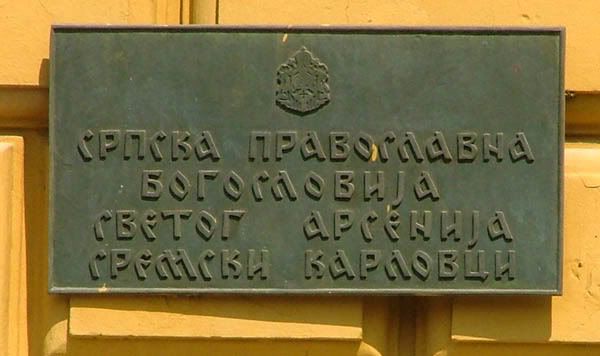 СРПСКА ПРАВОСЛАВНА
БОГОСЛОВИЈА
СВЕТОГ АРСЕНИЈА
СРЕМСКИ КАРЛОВЦИ